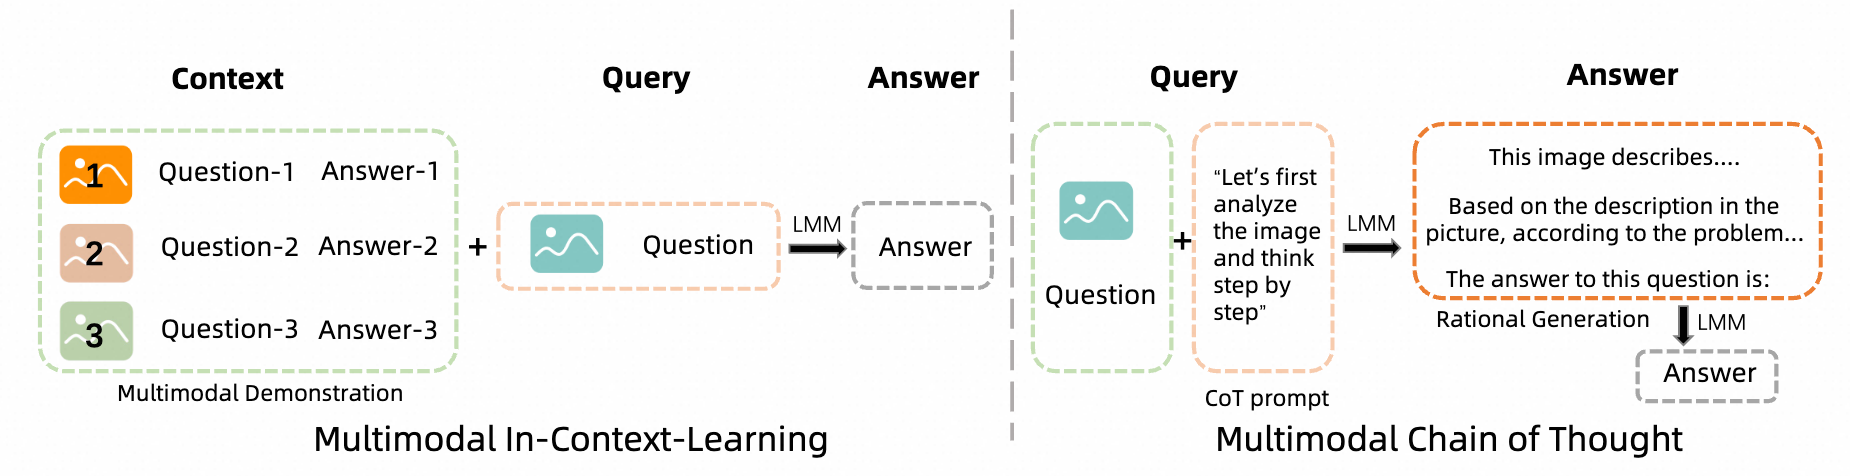 Context
Query
Answer
1 Question-1 Answer-1
2 Question-2 Answer-2
3 Question-3 Answer-3
Multimodal Demonstration
+
Question
LMM
Answer
Multimodal In-Context-Learning
Query
Answer
Question
+
“Let’s first
analyze
the image
and think
step by
step”
CoT prompt
LMM
This image describes....
Based on the description in the
picture, according to the problem...
The answer to this question is:
Rational Generation
LMM
Answer
Multimodal Chain of Thought